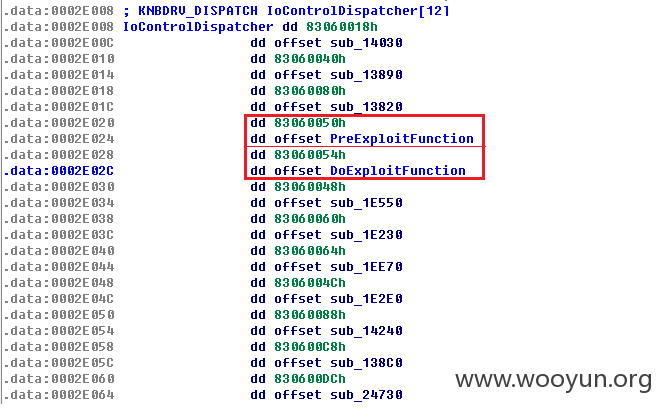 .data:0002E008 ; KNBDRV_DISPATCH IoControlDispatcher[12]
.data:0002E008 IoControlDispatcher dd 83060018h
.data:0002E00C dd offset sub_14030
.data:0002E010 dd 83060040h
.data:0002E014 dd offset sub_13890
.data:0002E018 dd 83060080h
.data:0002E01C dd offset sub_13820
.data:0002E020 dd 83060050h
.data:0002E024 dd offset PreExploitFunction
.data:0002E028 dd 83060054h
.data:0002E02C dd offset DoExploitFunction
.data:0002E030 dd 83060048h
.data:0002E034 dd offset sub_1E550
.data:0002E038 dd 83060060h
.data:0002E03C dd offset sub_1E230
.data:0002E040 dd 83060064h
.data:0002E044 dd offset sub_1EE70
.data:0002E048 dd 8306004Ch
.data:0002E04C dd offset sub_1E2E0
.data:0002E050 dd 83060088h
.data:0002E054 dd offset sub_14240
.data:0002E058 dd 830600C8h
.data:0002E05C dd offset sub_138C0
.data:0002E060 dd 830600DCh
.data:0002E064 dd offset sub_24730
www.wooyun.org